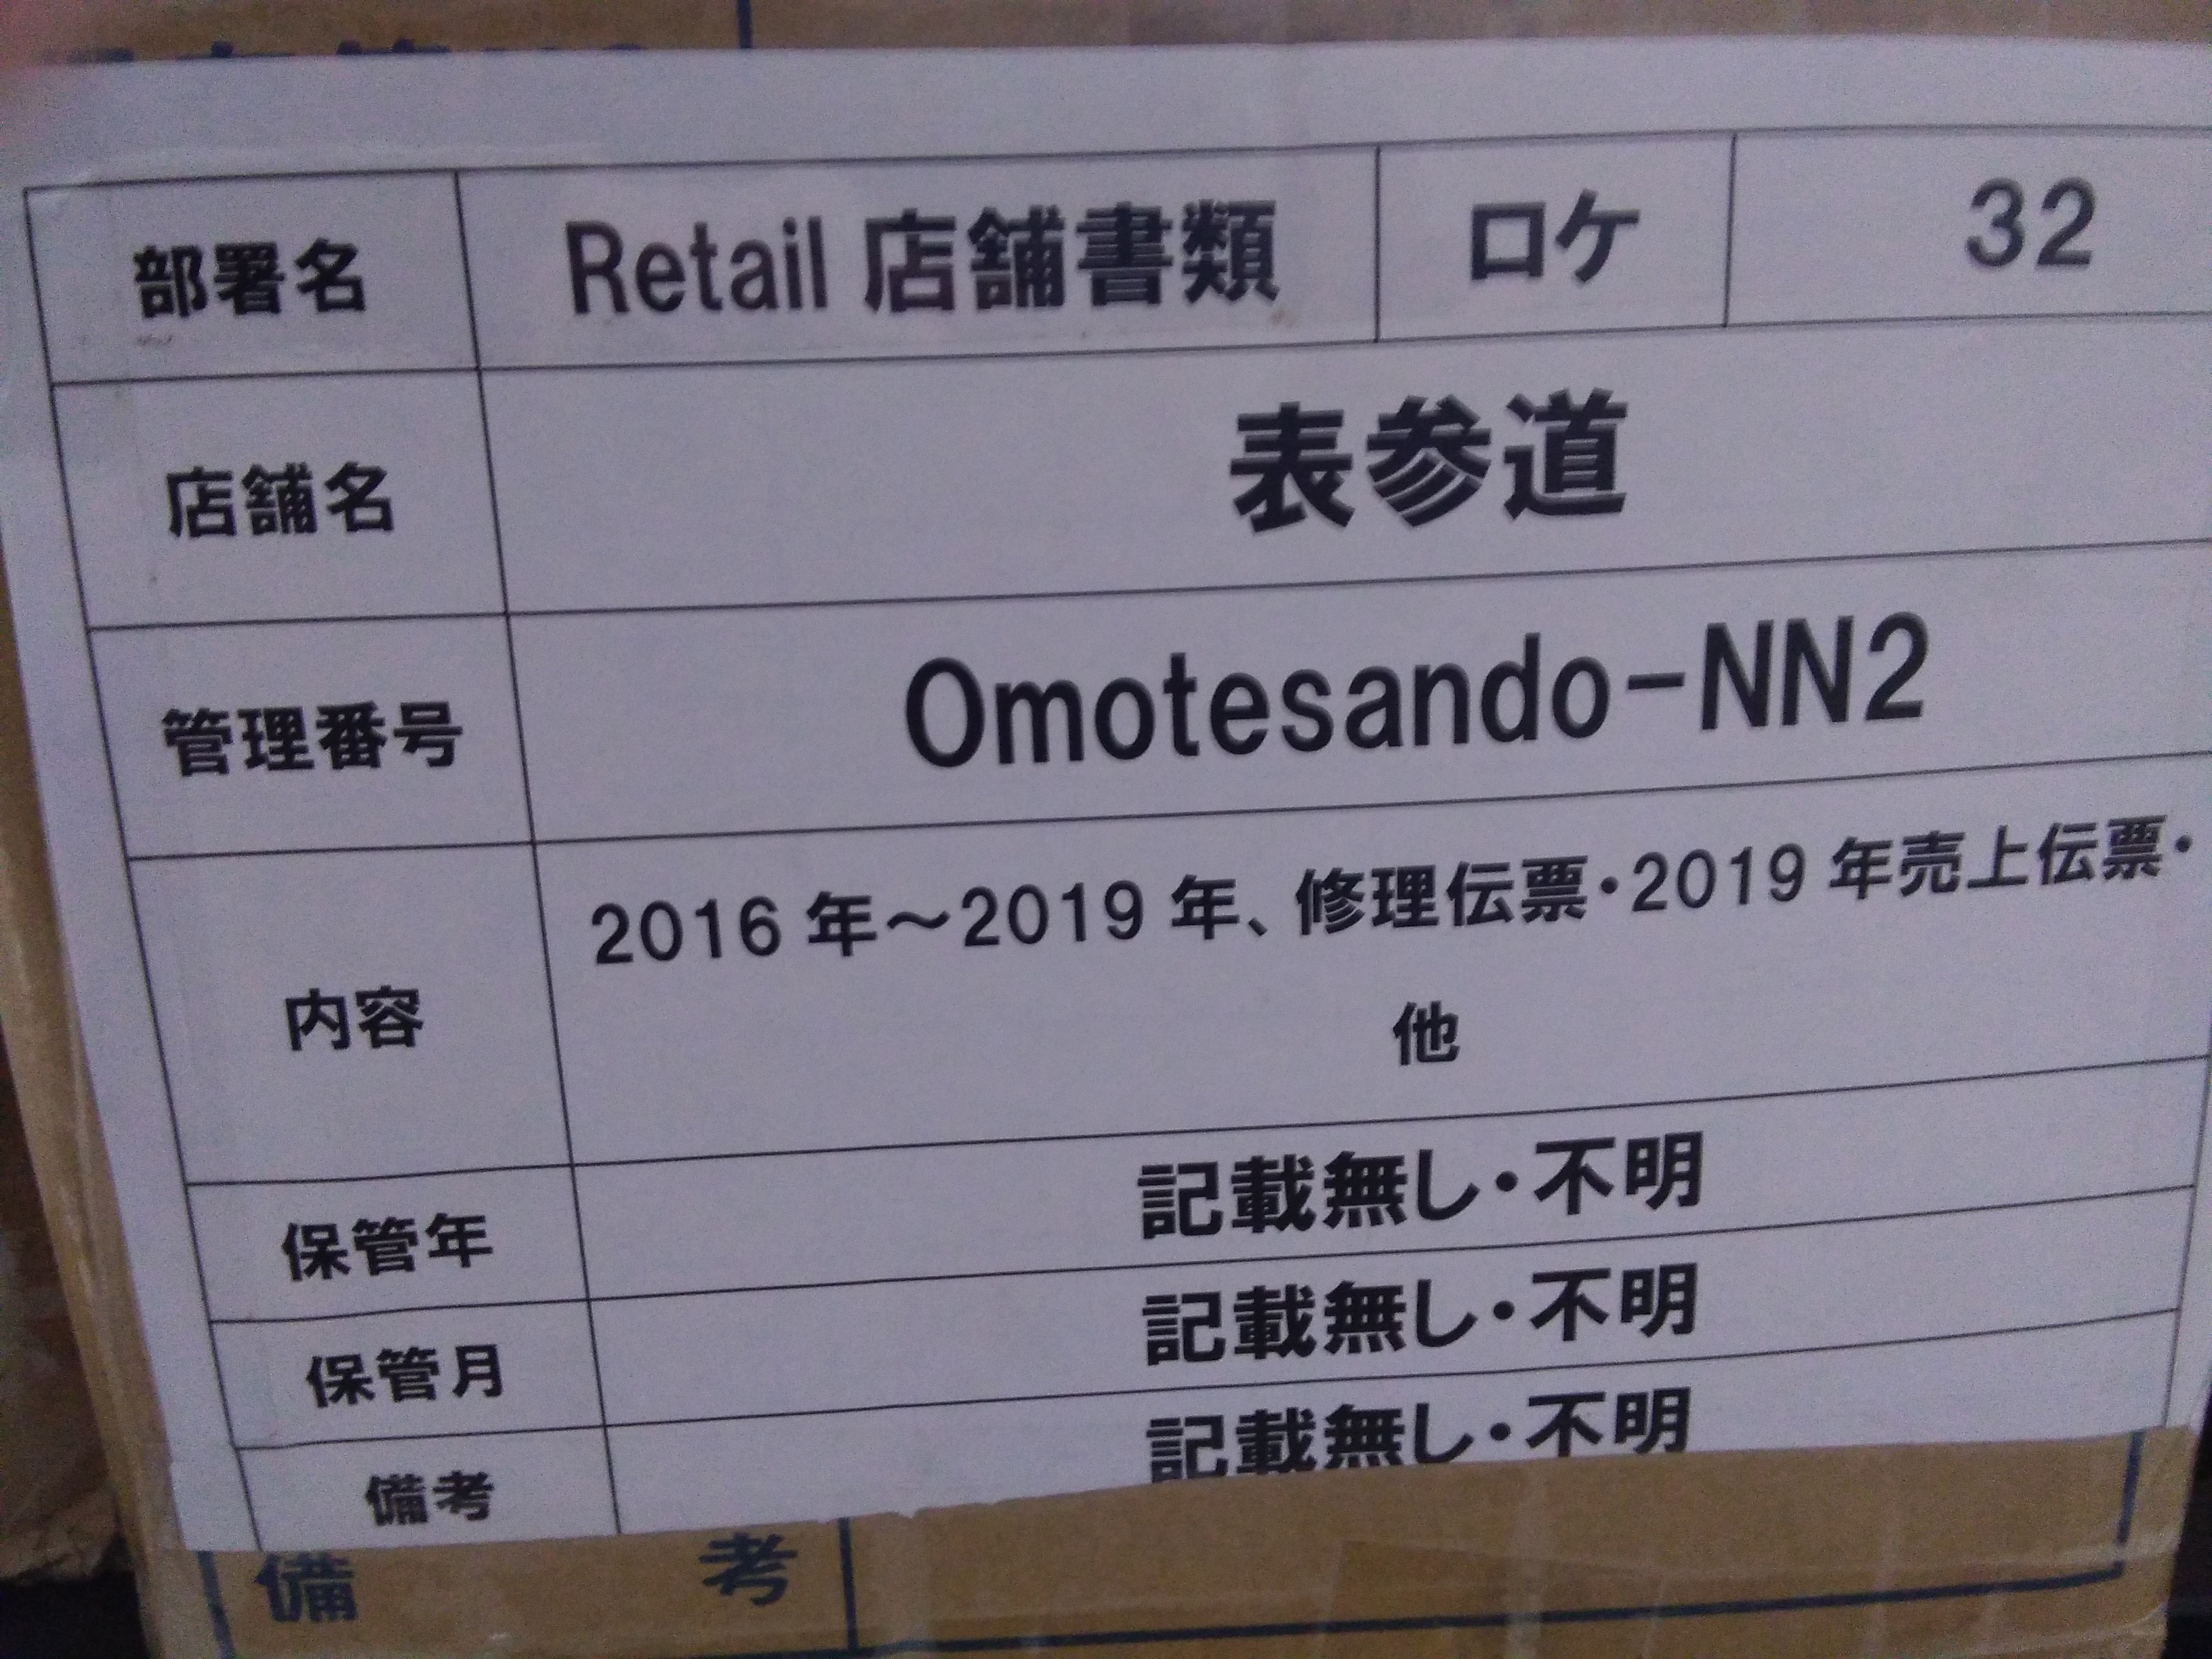 部署名 Retail 店舗書類 ロケ 32
店舗名 表参道
管理番号 Omotesando-NN2
内容 2016 年～2019 年、修理伝票・2019 年売上伝票・
他
保管年 記載無し・不明
保管月 記載無し・不明
備考 記載無し・不明
備 考